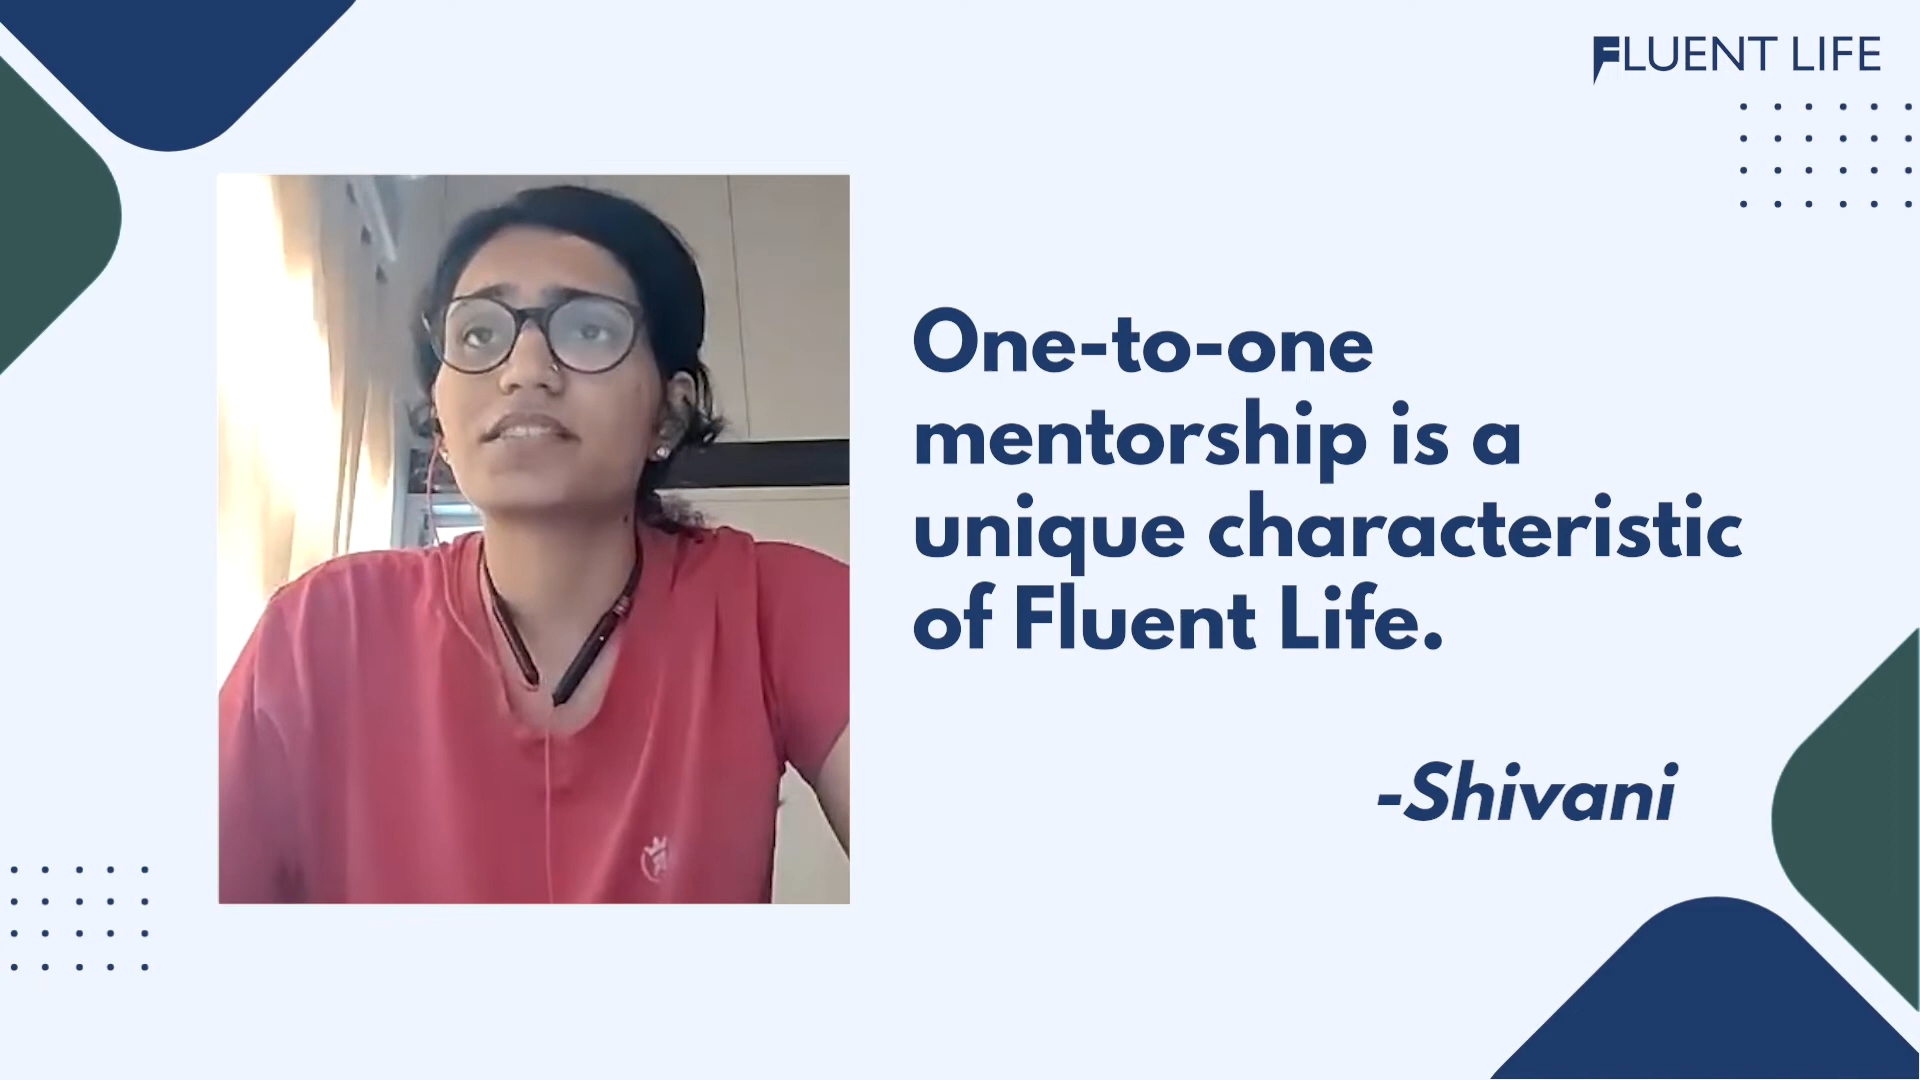 FLUENT LIFE
One-to-one
mentorship is a
unique characteristic
of Fluent Life.
-Shivani